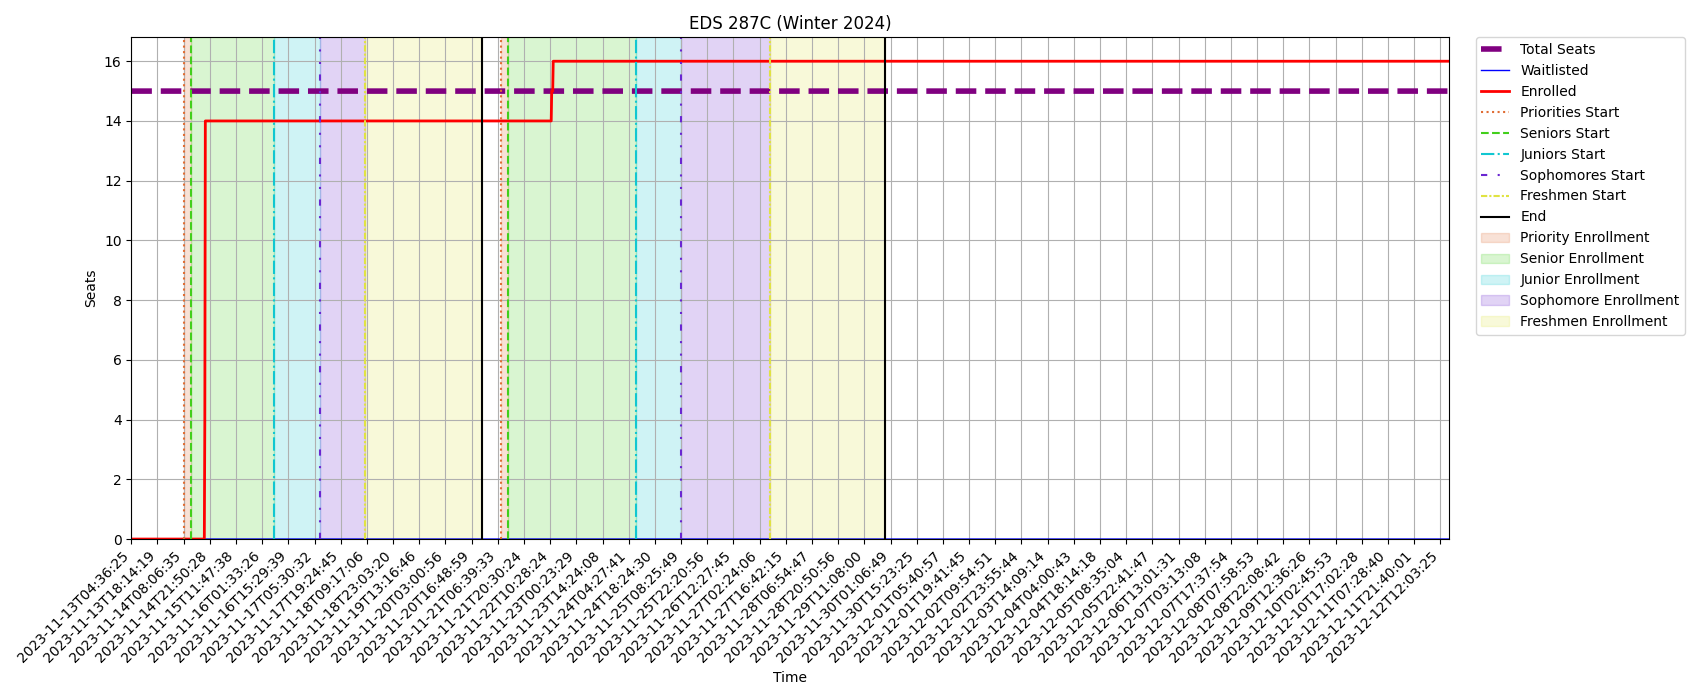 EDS 287C (Winter 2024)
Seats
16
14
12
10
8
6
4
2
0
2023-11-13T04:36:25
2023-11-13T18:14:19
2023-11-14T08:06:35
2023-11-14T21:50:28
2023-11-15T11:47:38
2023-11-16T01:33:26
2023-11-16T15:29:39
2023-11-17T05:30:32
2023-11-17T19:24:45
2023-11-18T09:17:06
2023-11-18T23:03:20
2023-11-19T13:16:46
2023-11-20T03:00:56
2023-11-20T16:48:59
2023-11-21T06:39:33
2023-11-21T20:30:24
2023-11-22T10:28:24
2023-11-23T00:23:29
2023-11-23T14:24:08
2023-11-24T04:27:41
2023-11-24T18:24:30
2023-11-25T08:25:49
2023-11-25T22:20:56
2023-11-26T12:27:45
2023-11-27T02:24:06
2023-11-27T16:42:15
2023-11-28T06:54:47
2023-11-28T20:50:56
2023-11-29T11:08:00
2023-11-30T01:06:49
2023-11-30T15:23:25
2023-12-01T05:40:57
2023-12-01T19:41:45
2023-12-02T09:54:51
2023-12-02T23:55:44
2023-12-03T14:09:14
2023-12-04T04:00:43
2023-12-04T18:14:18
2023-12-05T08:35:04
2023-12-05T22:41:47
2023-12-06T13:01:31
2023-12-07T03:13:08
2023-12-07T17:37:54
2023-12-08T07:58:53
2023-12-08T22:08:42
2023-12-09T12:36:26
2023-12-10T02:45:53
2023-12-10T17:02:28
2023-12-11T07:28:40
2023-12-11T21:40:01
2023-12-12T12:03:25
Time
Total Seats
Waitlisted
Enrolled
Priorities Start
Seniors Start
Juniors Start
Sophomores Start
Freshmen Start
End
Priority Enrollment
Senior Enrollment
Junior Enrollment
Sophomore Enrollment
Freshmen Enrollment